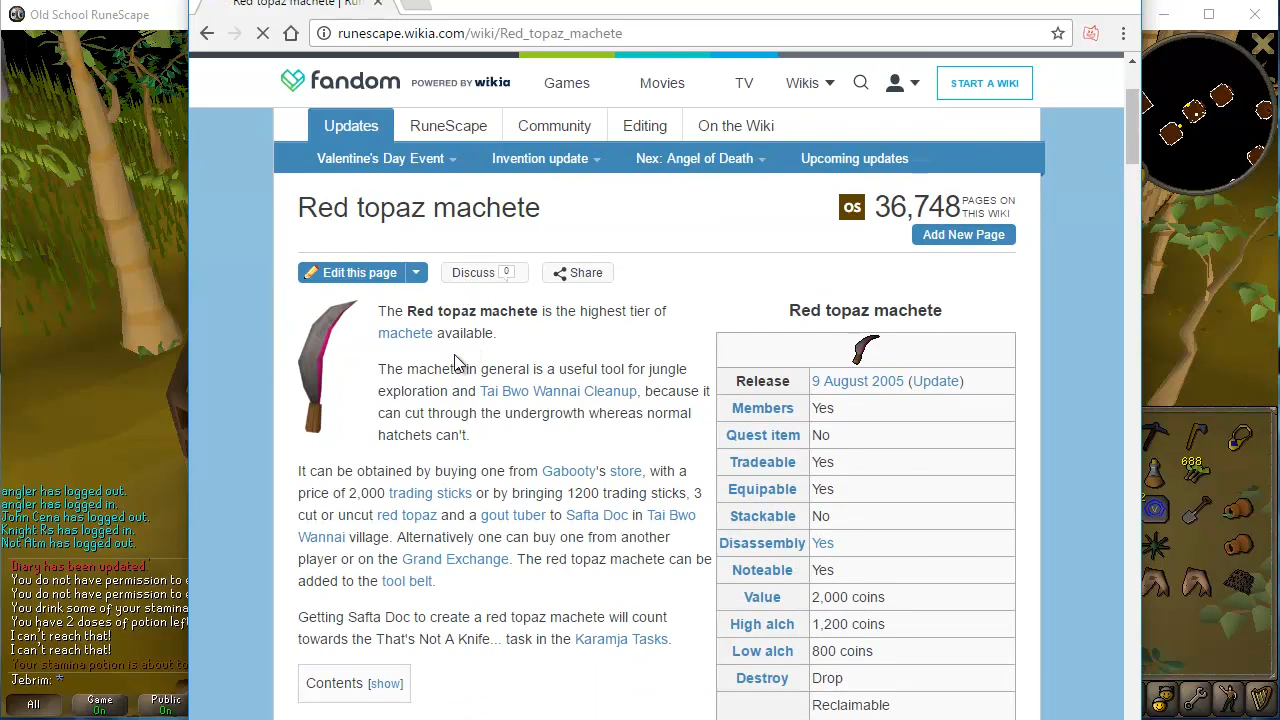 Old School RuneScape
Red topaz machete | Run
runescape.wikia.com/wiki/Red_topaz_machete
fandom POWERED BY wikia
Games
Movies
TV
Wikis
START A WIKI
Updates
RuneScape
Community
Editing
On the Wiki
Valentine's Day Event
Invention update
Nex: Angel of Death
Upcoming updates
Red topaz machete
OS
36,748 PAGES ON THIS WIKI
Add New Page
Edit this page
Discuss 0
Share
The Red topaz machete is the highest tier of
machete available.
The machete in general is a useful tool for jungle
exploration and Tai Bwo Wannai Cleanup, because it
can cut through the undergrowth whereas normal
hatchets can't.
It can be obtained by buying one from Gabooty's store, with a
price of 2,000 trading sticks or by bringing 1200 trading sticks, 3
cut or uncut red topaz and a gout tuber to Safta Doc in Tai Bwo
Wannai village. Alternatively one can buy one from another
player or on the Grand Exchange. The red topaz machete can be
added to the tool belt.
Getting Safta Doc to create a red topaz machete will count
towards the That's Not A Knife... task in the Karamja Tasks.
Contents [show]
Red topaz machete
Release 9 August 2005 (Update)
Members Yes
Quest item No
Tradeable Yes
Equipable Yes
Stackable No
Disassembly Yes
Noteable Yes
Value 2,000 coins
High alch 1,200 coins
Low alch 800 coins
Destroy Drop
Reclaimable
angler has logged out.
angler has logged in.
John Cena has logged out.
Knight Rs has logged in.
Not Atm has logged out.
Diary has been updated.
You do not have permission to e
You do not have permission to e
You drink some of your stamina
You have 2 doses of potion left
I can't reach that!
I can't reach that!
Your stamina potion is about to
Jebrim: *
All
Game
On
Public
On
688